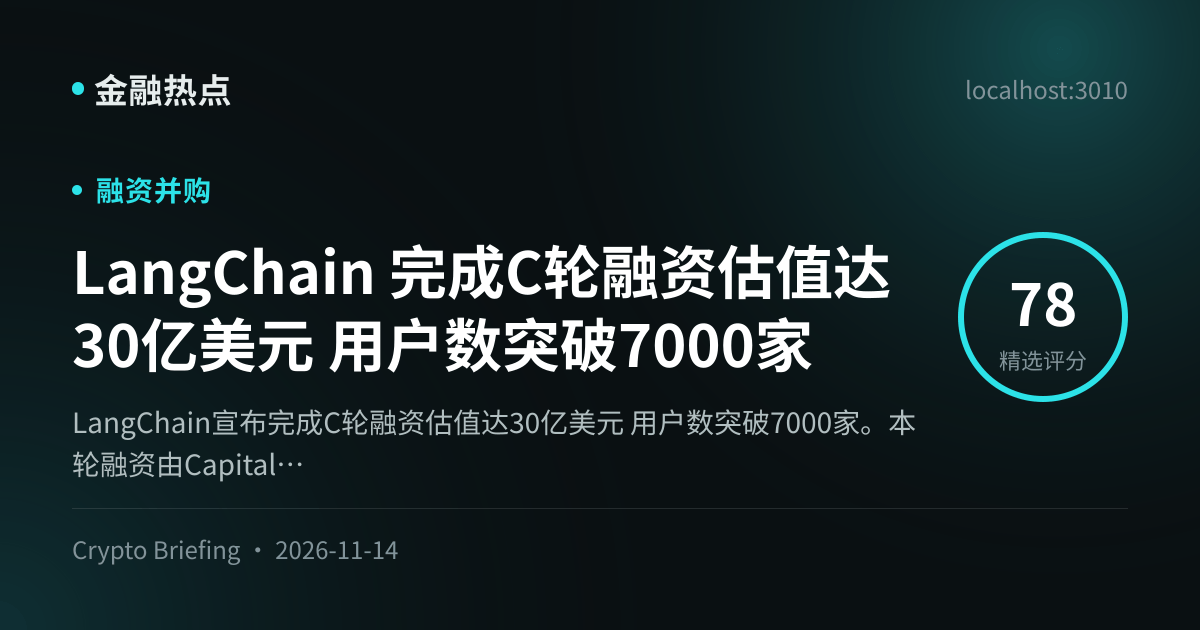 金融热点
localhost:3010
融资并购
LangChain 完成C轮融资估值达
30亿美元 用户数突破7000家
78
精选评分
LangChain宣布完成C轮融资估值达30亿美元 用户数突破7000家。本
轮融资由Capital…
Crypto Briefing · 2026-11-14